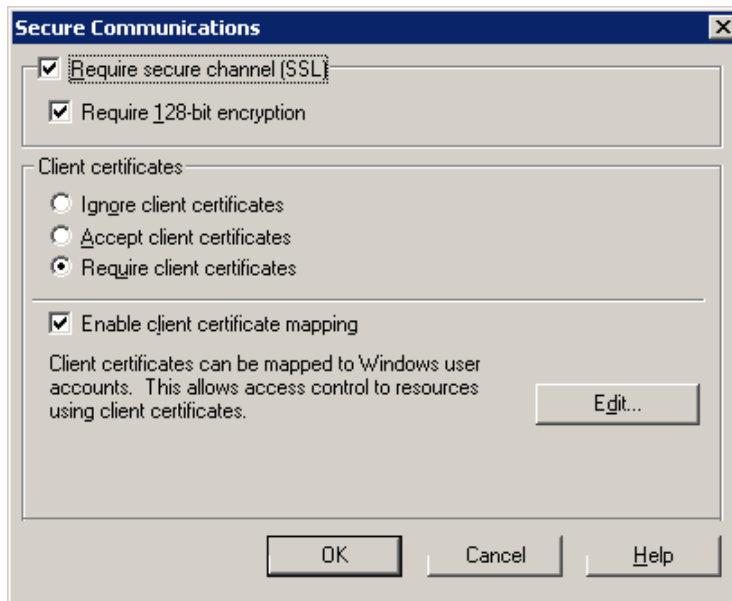 Secure Communications
Require secure channel (SSL)
Require 128-bit encryption
Client certificates
Ignore client certificates
Accept client certificates
Require client certificates
Enable client certificate mapping
Client certificates can be mapped to Windows user
accounts. This allows access control to resources
using client certificates.
Edit...
OK
Cancel
Help